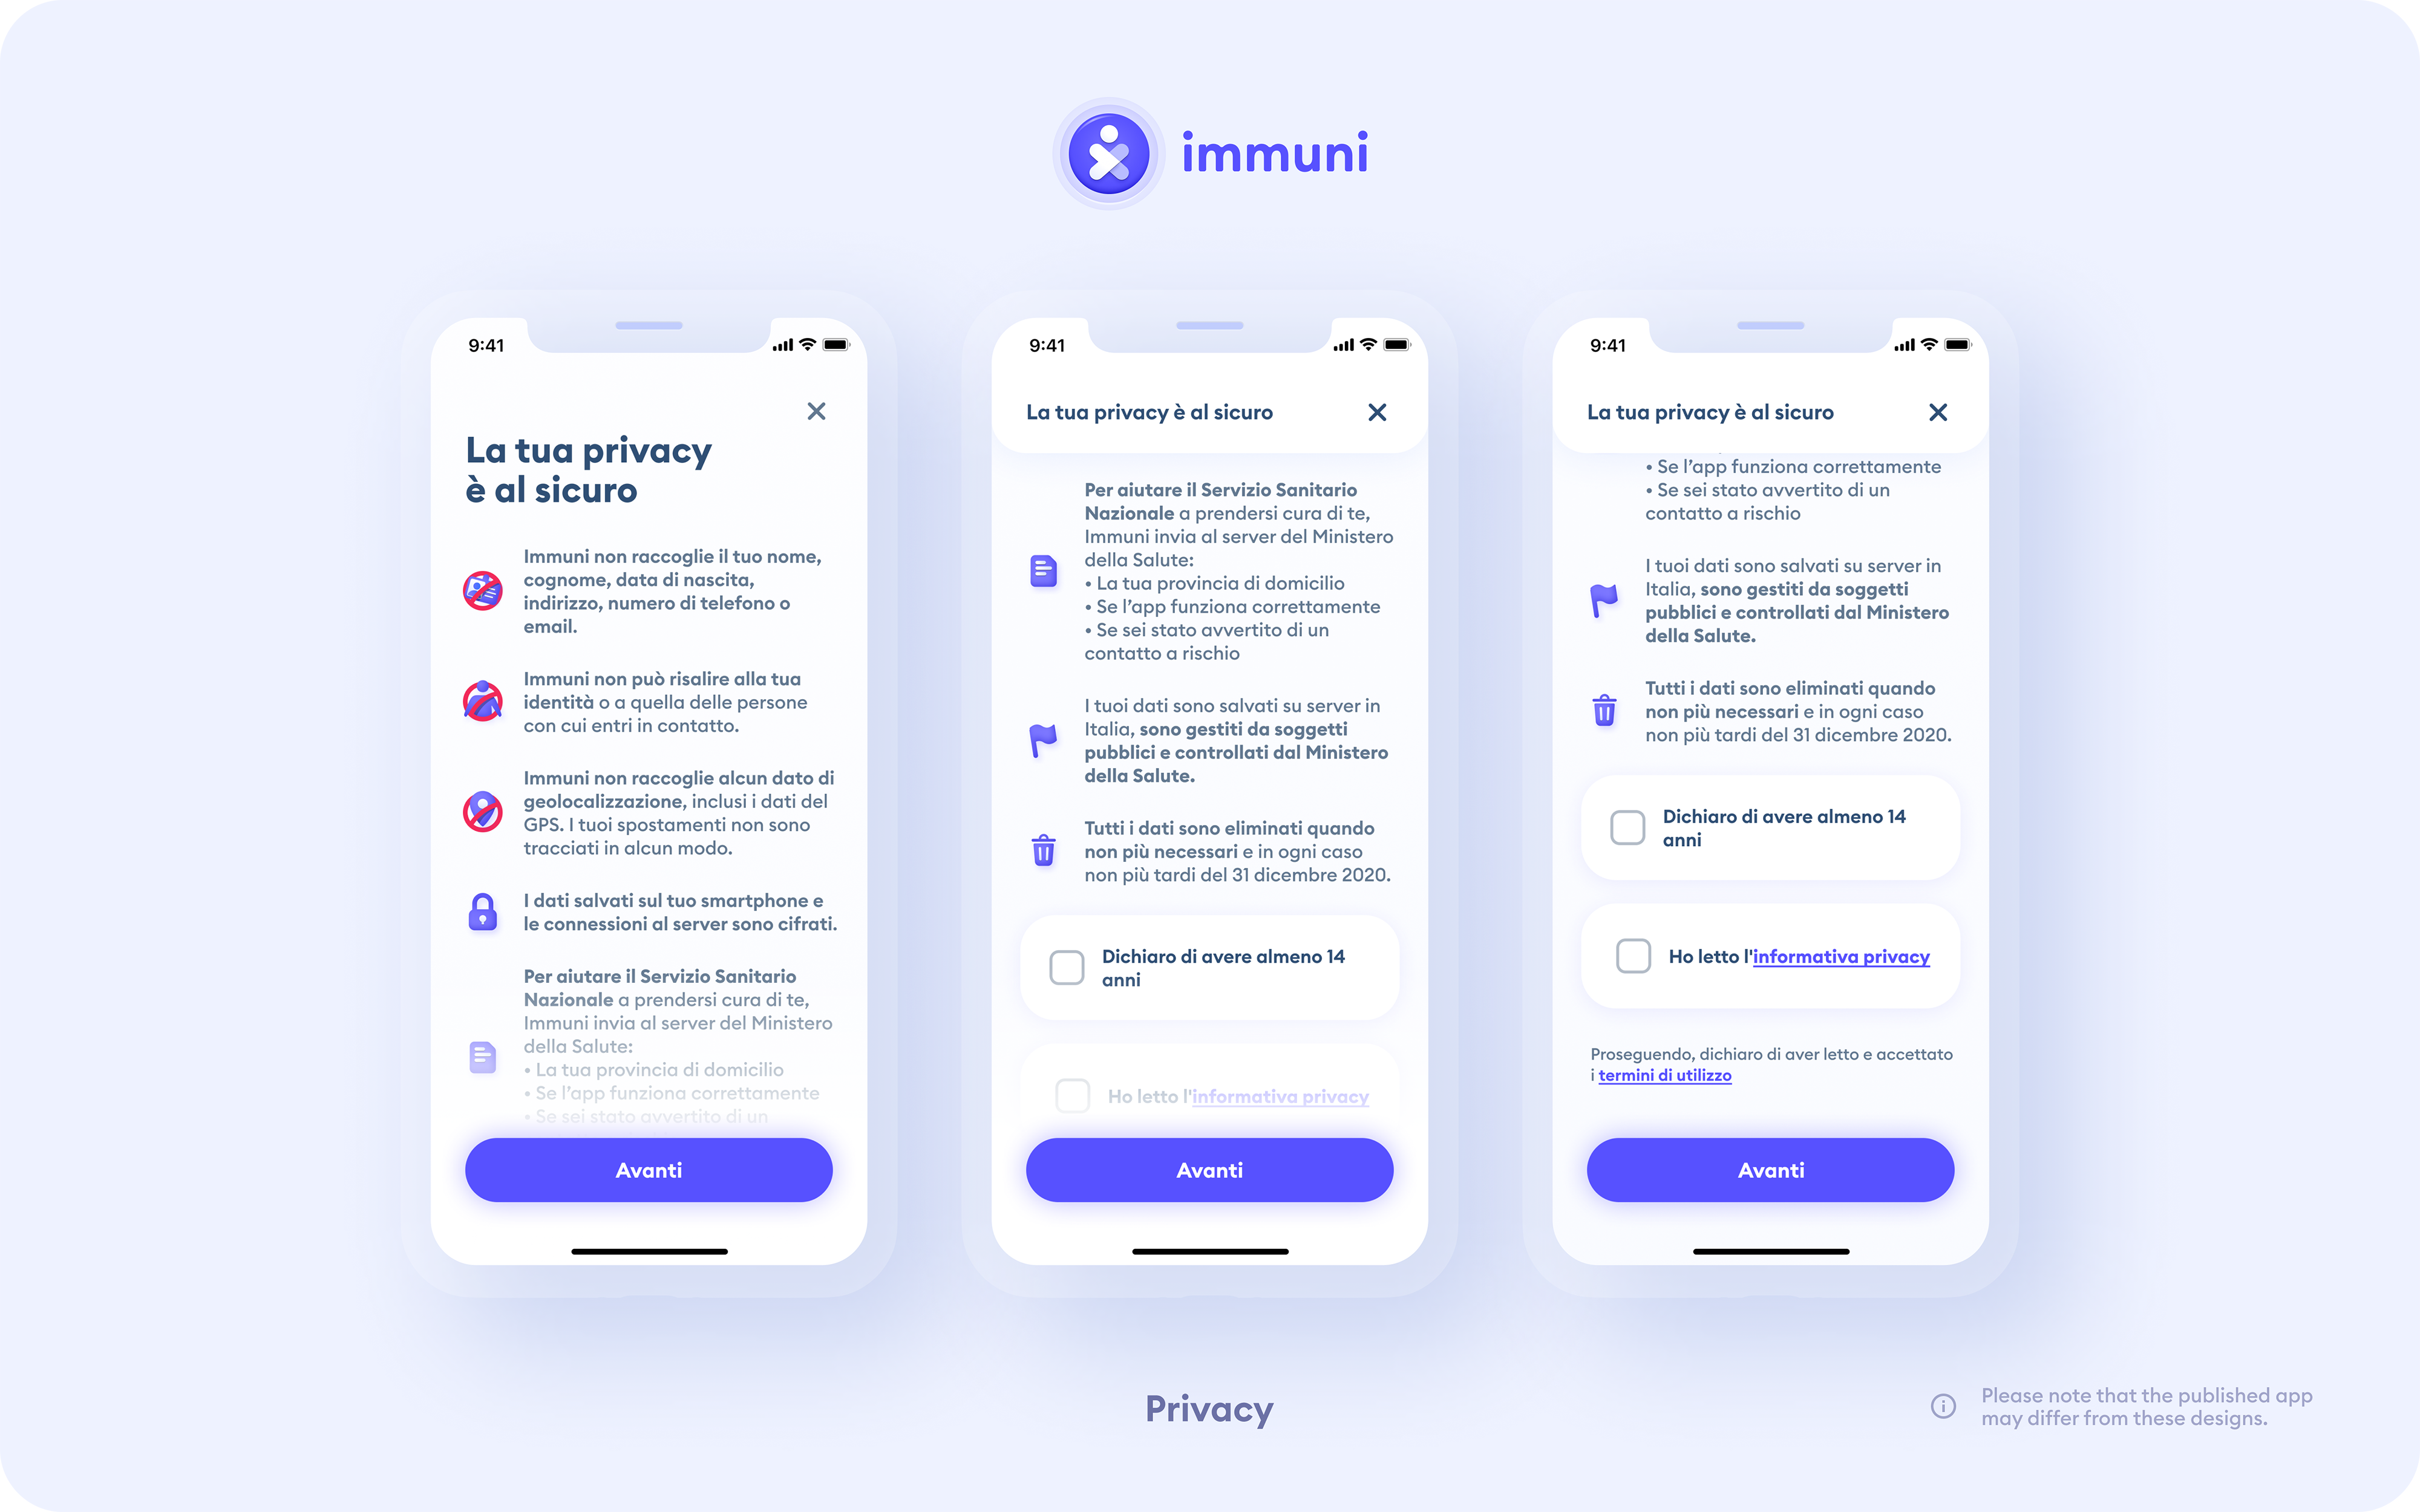 immuni
9:41
La tua privacy
è al sicuro
Immuni non raccoglie il tuo nome,
cognome, data di nascita,
indirizzo, numero di telefono o
email.
Immuni non può risalire alla tua
identità o a quella delle persone
con cui entri in contatto.
Immuni non raccoglie alcun dato di
geolocalizzazione, inclusi i dati del
GPS. I tuoi spostamenti non sono
tracciati in alcun modo.
I dati salvati sul tuo smartphone e
le connessioni al server sono cifrati.
Per aiutare il Servizio Sanitario
Nazionale a prendersi cura di te,
Immuni invia al server del Ministero
della Salute:
• La tua provincia di domicilio
• Se l’app funziona correttamente
• Se sei stato avvertito di un
Avanti
9:41
La tua privacy è al sicuro
Per aiutare il Servizio Sanitario
Nazionale a prendersi cura di te,
Immuni invia al server del Ministero
della Salute:
• La tua provincia di domicilio
• Se l’app funziona correttamente
• Se sei stato avvertito di un
contatto a rischio
I tuoi dati sono salvati su server in
Italia, sono gestiti da soggetti
pubblici e controllati dal Ministero
della Salute.
Tutti i dati sono eliminati quando
non più necessari e in ogni caso
non più tardi del 31 dicembre 2020.
Dichiaro di avere almeno 14
anni
Ho letto l'informativa privacy
Avanti
9:41
La tua privacy è al sicuro
• Se l’app funziona correttamente
• Se sei stato avvertito di un
contatto a rischio
I tuoi dati sono salvati su server in
Italia, sono gestiti da soggetti
pubblici e controllati dal Ministero
della Salute.
Tutti i dati sono eliminati quando
non più necessari e in ogni caso
non più tardi del 31 dicembre 2020.
Dichiaro di avere almeno 14
anni
Ho letto l'informativa privacy
Proseguendo, dichiaro di aver letto e accettato
i termini di utilizzo
Avanti
Privacy
Please note that the published app
may differ from these designs.